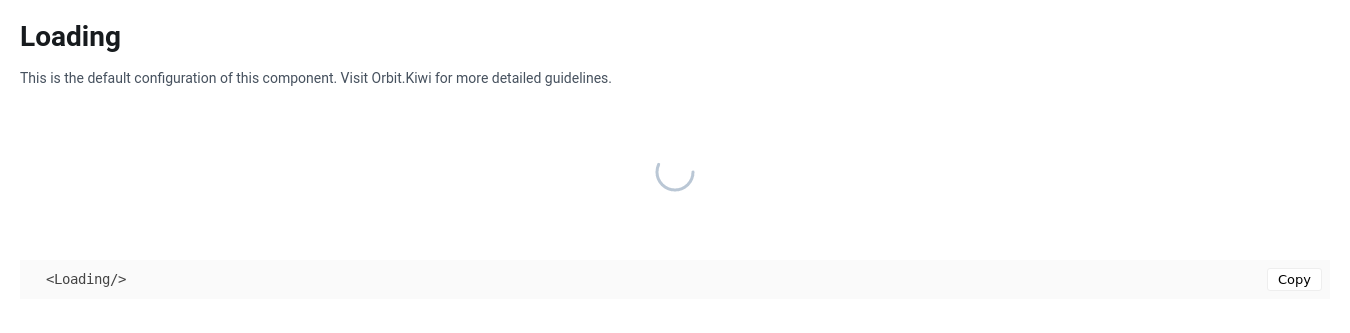 Loading
This is the default configuration of this component. Visit Orbit.Kiwi for more detailed guidelines.
<Loading/>
Copy